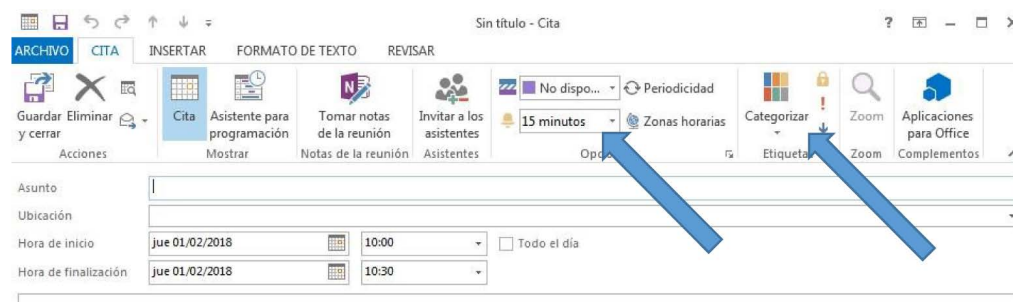 Sin título - Cita
?
ARCHIVO CITA INSERTAR FORMATO DE TEXTO REVISAR
Guardar y cerrar
Eliminar
Cita
Asistente para programación
Tomar notas de la reunión
Invitar a los asistentes
No dispo...
Periodicidad
15 minutos
Zonas horarias
Categorizar
Zoom
Aplicaciones para Office
Acciones Mostrar Notas de la reunión Asistentes Zoom Complementos
Asunto
Ubicación
Hora de inicio jue 01/02/2018 10:00 Todo el día
Hora de finalización jue 01/02/2018 10:30